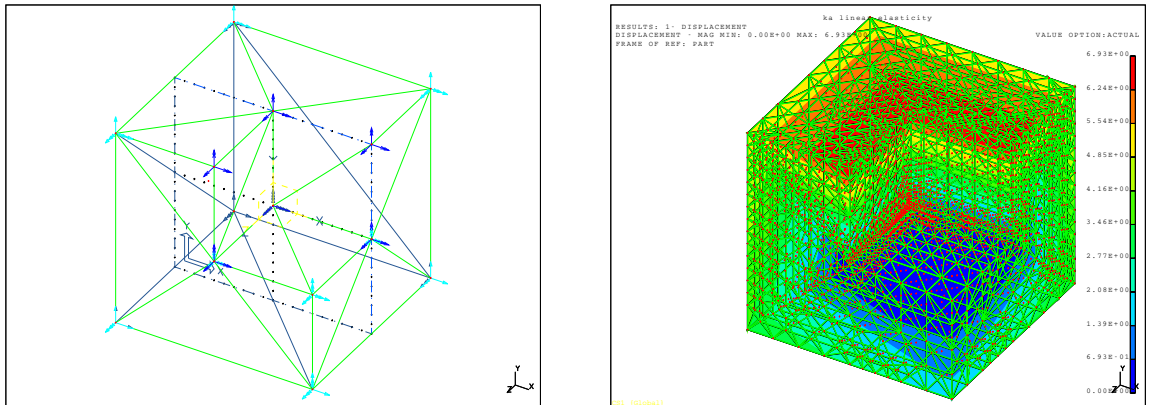 Y
X
Y
X
Y
Z X
ka linear elasticity
RESULTS: 1- DISPLACEMENT
DISPLACEMENT - MAG MIN: 0.00E+00 MAX: 6.93E+00
VALUE OPTION:ACTUAL
FRAME OF REF: PART
6.93E+00
6.24E+00
5.54E+00
4.85E+00
4.16E+00
3.46E+00
2.77E+00
2.08E+00
1.39E+00
6.93E-01
0.00E+00
Y
Z X